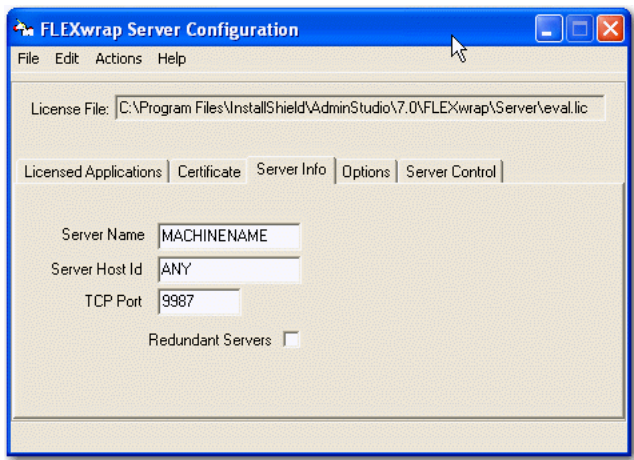 FLEXwrap Server Configuration
File Edit Actions Help
License File: C:\Program Files\InstallShield\AdminStudio\7.0\FLEXwrap\Server\eval.lic
Licensed Applications Certificate Server Info Options Server Control
Server Name MACHINENAME
Server Host Id ANY
TCP Port 9987
Redundant Servers